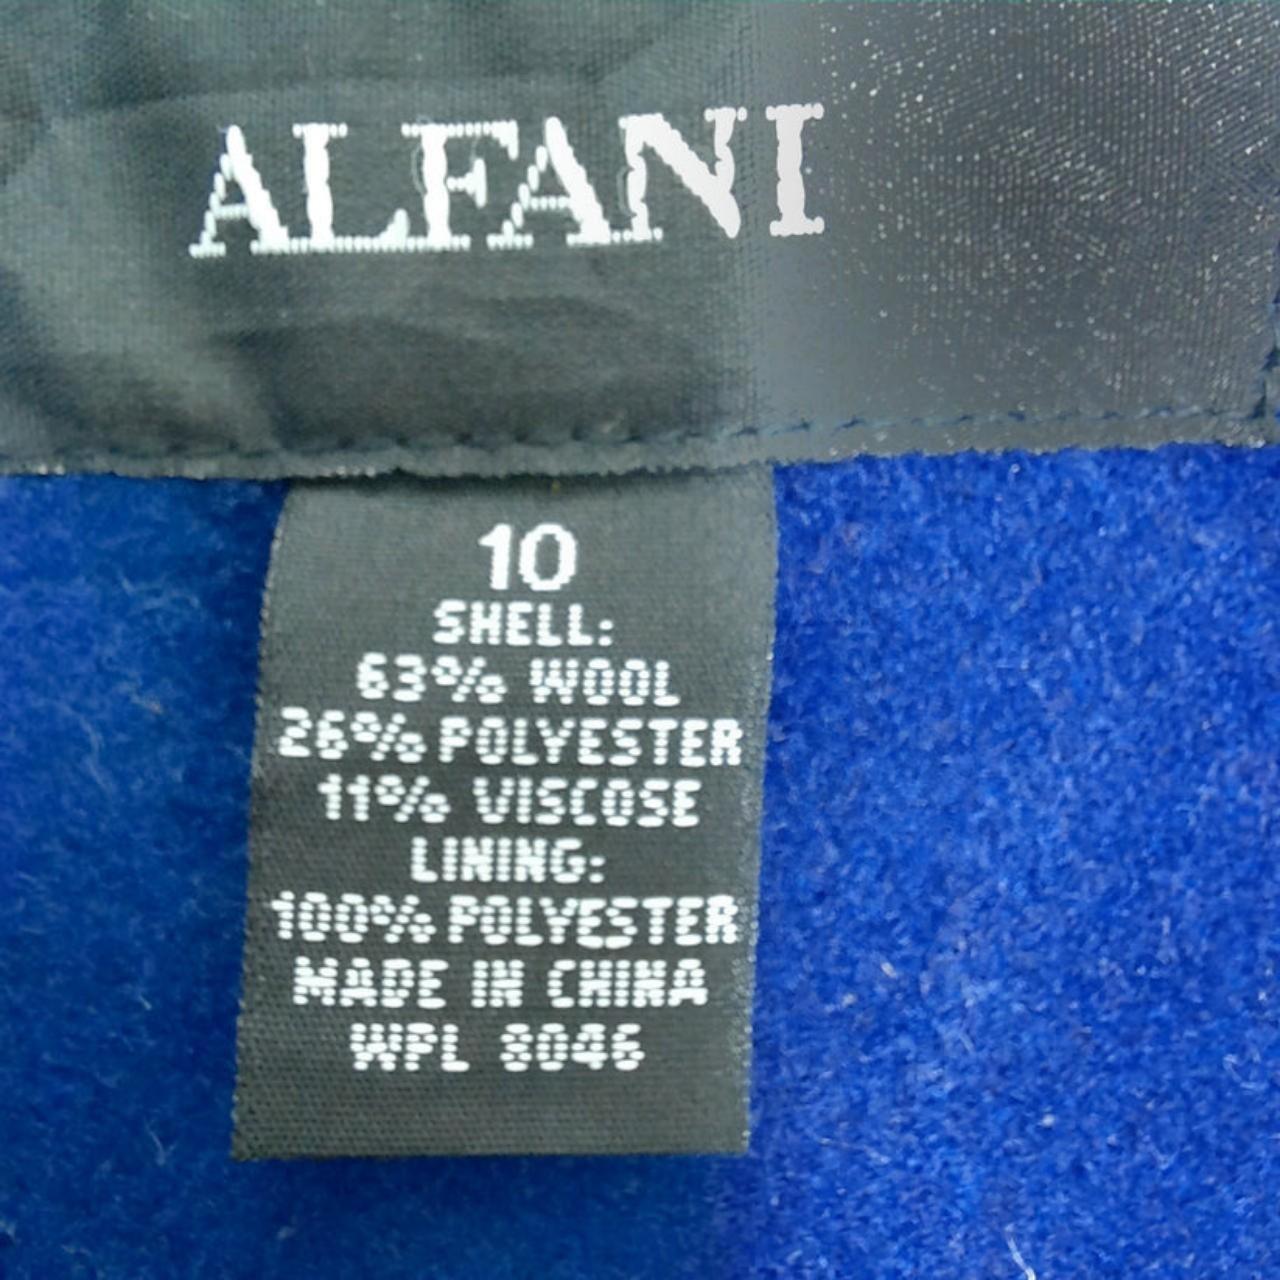 ALFANI
10
SHELL:
63% WOOL
26% POLYESTER
11% VISCOSE
LINING:
100% POLYESTER
MADE IN CHINA
WPL 8046